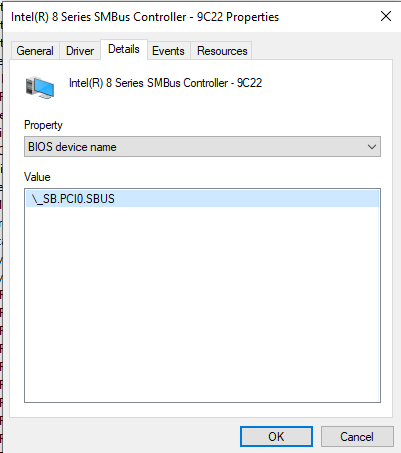 Intel(R) 8 Series SMBus Controller - 9C22 Properties
General Driver Details Events Resources
Intel(R) 8 Series SMBus Controller - 9C22
Property
BIOS device name
Value
\_SB.PCI0.SBUS
OK Cancel